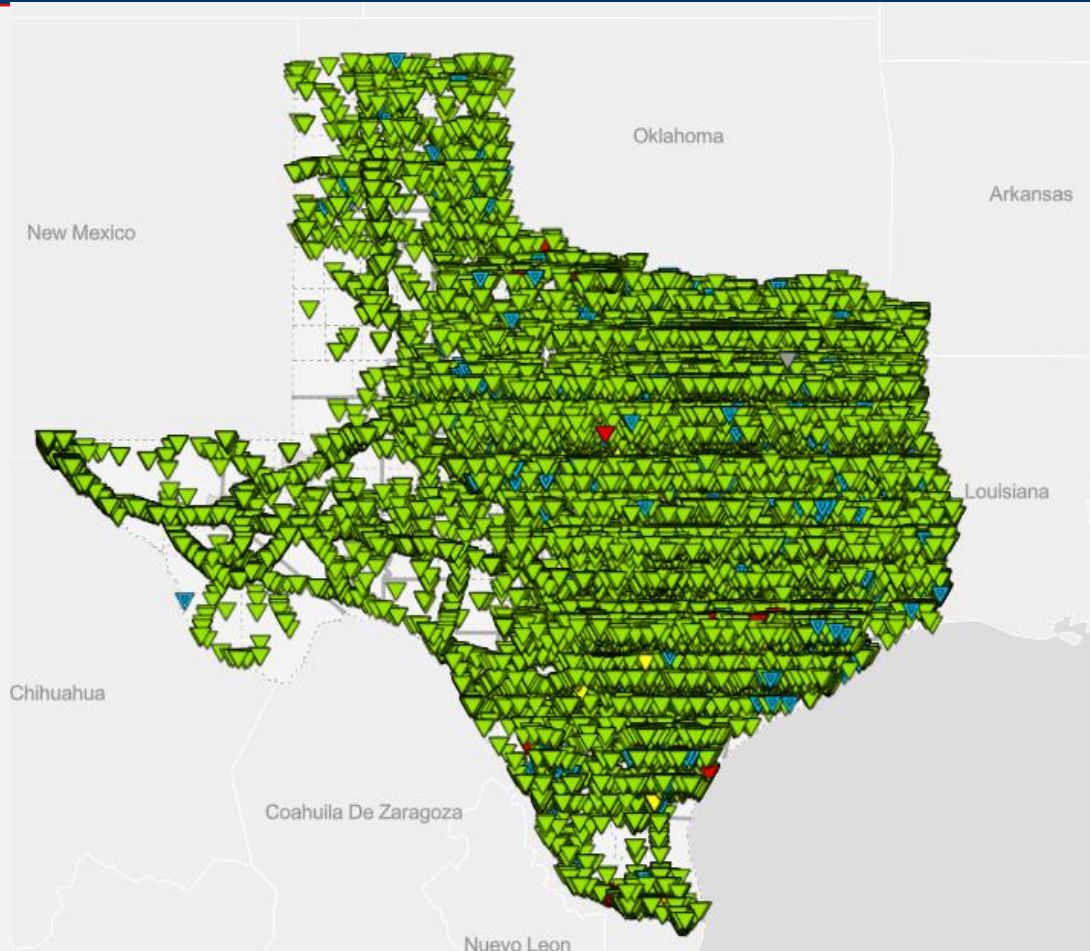 Oklahoma
Arkansas
New Mexico
Louisiana
Chihuahua
Coahuila De Zaragoza
Nuevo Leon